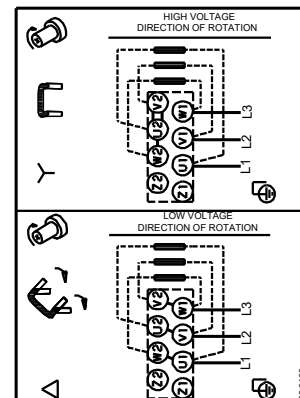 HIGH VOLTAGE
DIRECTION OF ROTATION
V2
W1
L3
U2
V1
L2
W2
U1
L1
Z2
Z1
LOW VOLTAGE
DIRECTION OF ROTATION
V2
W1
L3
U2
V1
L2
W2
U1
L1
Z2
Z1